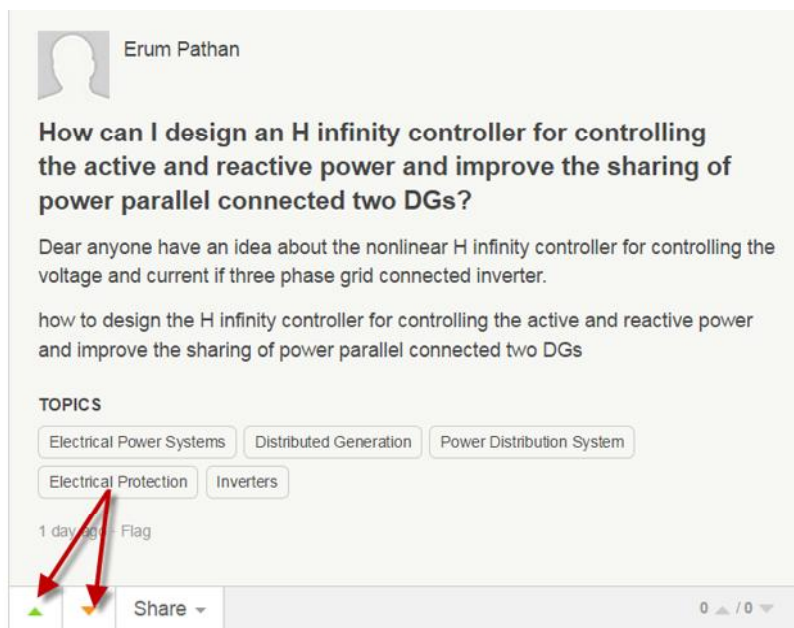 Erum Pathan
How can I design an H infinity controller for controlling
the active and reactive power and improve the sharing of
power parallel connected two DGs?
Dear anyone have an idea about the nonlinear H infinity controller for controlling the
voltage and current if three phase grid connected inverter.
how to design the H infinity controller for controlling the active and reactive power
and improve the sharing of power parallel connected two DGs
TOPICS
Electrical Power Systems Distributed Generation Power Distribution System
Electrical Protection Inverters
1 day ago · Flag
Share 0 / 0